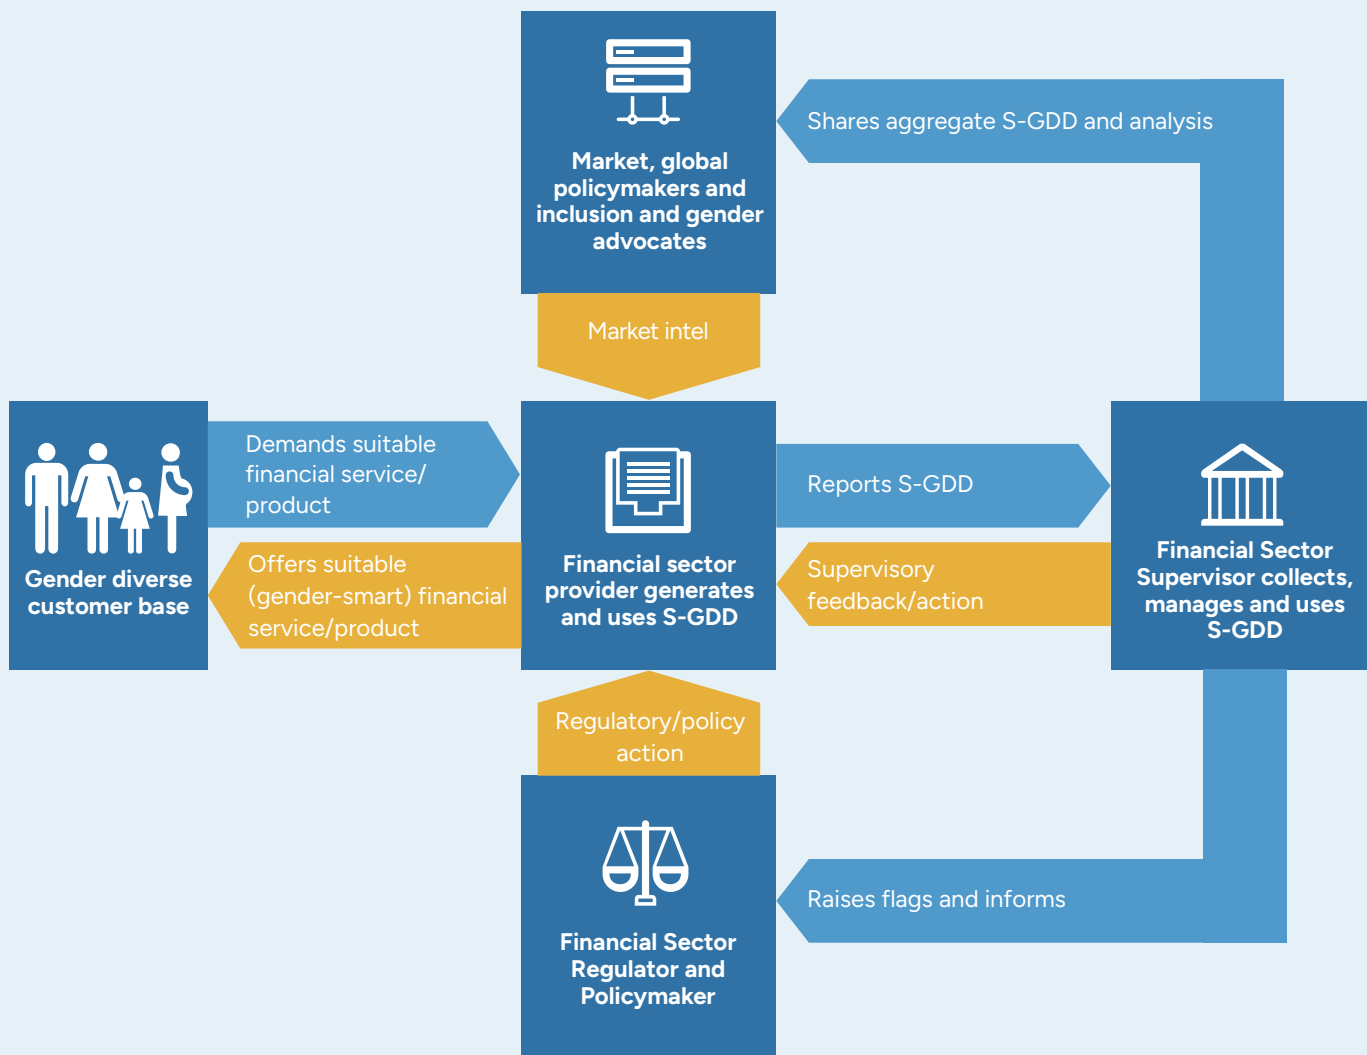 Market, global
policymakers and
inclusion and gender
advocates
Shares aggregate S-GDD and analysis
Market intel
Gender diverse
customer base
Demands suitable
financial service/
product
Offers suitable
(gender-smart) financial
service/product
Financial sector
provider generates
and uses S-GDD
Reports S-GDD
Supervisory
feedback/action
Financial Sector
Supervisor collects,
manages and uses
S-GDD
Regulatory/policy
action
Financial Sector
Regulator and
Policymaker
Raises flags and informs